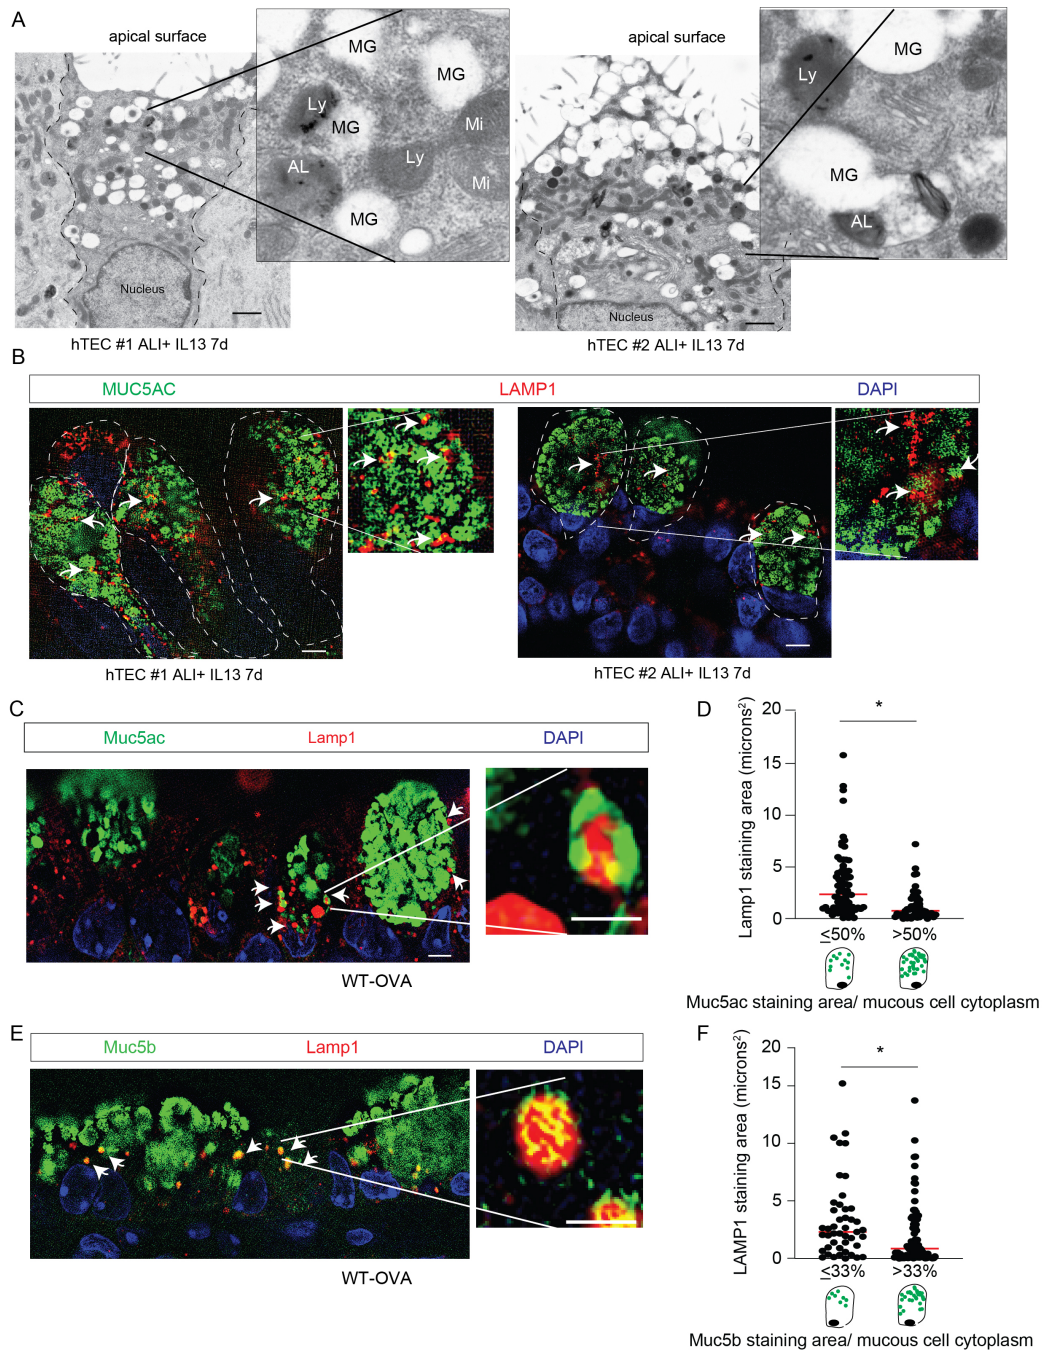 A
apical surface
MG
MG
Ly
MG
Mi
AL
Ly
Mi
MG
Nucleus
hTEC #1 ALI+ IL13 7d
apical surface
MG
Ly
MG
AL
Nucleus
hTEC #2 ALI+ IL13 7d
B
MUC5AC LAMP1 DAPI
hTEC #1 ALI+ IL13 7d
hTEC #2 ALI+ IL13 7d
C
Muc5ac Lamp1 DAPI
WT-OVA
D
Lamp1 staining area (microns²)
20
15
10
5
0
*
≤50% >50%
Muc5ac staining area/ mucous cell cytoplasm
E
Muc5b Lamp1 DAPI
WT-OVA
F
LAMP1 staining area (microns²)
20
15
10
5
0
*
≤33% >33%
Muc5b staining area/ mucous cell cytoplasm